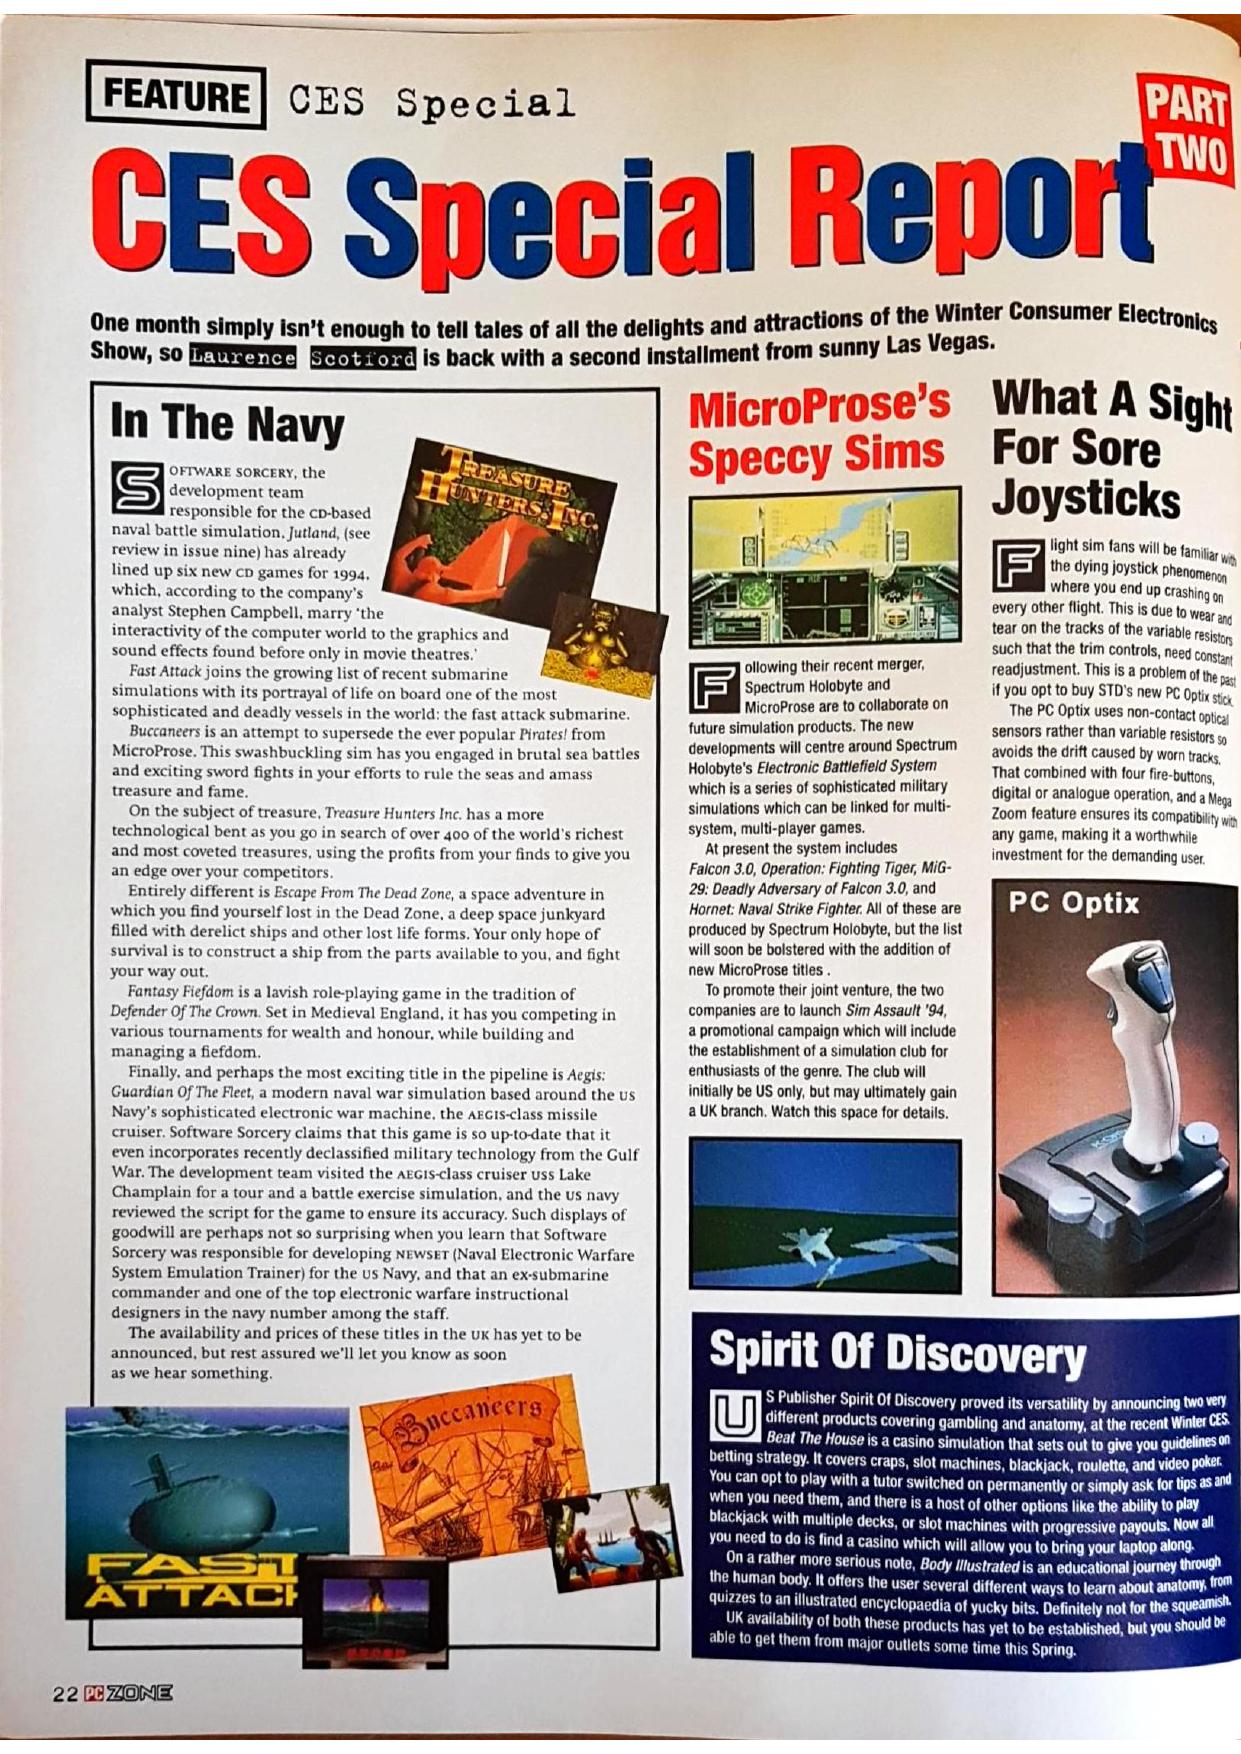 FEATURE CES Special
PART
TWO
CES Special Report
One month simply isn't enough to tell tales of all the delights and attractions of the Winter Consumer Electronics
Show, so Laurence Scotford is back with a second installment from sunny Las Vegas.
In The Navy
SOFTWARE SORCERY, the
development team
responsible for the CD-based
naval battle simulation, Jutland, (see
review in issue nine) has already
lined up six new CD games for 1994,
which, according to the company's
analyst Stephen Campbell, marry 'the
interactivity of the computer world to the graphics and
sound effects found before only in movie theatres.'
Fast Attack joins the growing list of recent submarine
simulations with its portrayal of life on board one of the most
sophisticated and deadly vessels in the world: the fast attack submarine.
Buccaneers is an attempt to supersede the ever popular Pirates! from
MicroProse. This swashbuckling sim has you engaged in brutal sea battles
and exciting sword fights in your efforts to rule the seas and amass
treasure and fame.
On the subject of treasure, Treasure Hunters Inc. has a more
technological bent as you go in search of over 400 of the world's richest
and most coveted treasures, using the profits from your finds to give you
an edge over your competitors.
Entirely different is Escape From The Dead Zone, a space adventure in
which you find yourself lost in the Dead Zone, a deep space junkyard
filled with derelict ships and other lost life forms. Your only hope of
survival is to construct a ship from the parts available to you, and fight
your way out.
Fantasy Fiefdom is a lavish role-playing game in the tradition of
Defender Of The Crown. Set in Medieval England, it has you competing in
various tournaments for wealth and honour, while building and
managing a fiefdom.
Finally, and perhaps the most exciting title in the pipeline is Aegis:
Guardian Of The Fleet, a modern naval war simulation based around the US
Navy's sophisticated electronic war machine, the AEGIS-class missile
cruiser. Software Sorcery claims that this game is so up-to-date that it
even incorporates recently declassified military technology from the Gulf
War. The development team visited the AEGIS-class cruiser USS Lake
Champlain for a tour and a battle exercise simulation, and the US navy
reviewed the script for the game to ensure its accuracy. Such displays of
goodwill are perhaps not so surprising when you learn that Software
Sorcery was responsible for developing NEWSET (Naval Electronic Warfare
System Emulation Trainer) for the US Navy, and that an ex-submarine
commander and one of the top electronic warfare instructional
designers in the navy number among the staff.
The availability and prices of these titles in the UK has yet to be
announced, but rest assured we'll let you know as soon
as we hear something.
TREASURE
HUNTERS, INC.
FAST
ATTACK
Buccaneers
MicroProse's
Speccy Sims
Following their recent merger,
Spectrum Holobyte and
MicroProse are to collaborate on
future simulation products. The new
developments will centre around Spectrum
Holobyte's Electronic Battlefield System
which is a series of sophisticated military
simulations which can be linked for multi-
system, multi-player games.
At present the system includes
Falcon 3.0, Operation: Fighting Tiger, MiG-
29: Deadly Adversary of Falcon 3.0, and
Hornet: Naval Strike Fighter. All of these are
produced by Spectrum Holobyte, but the list
will soon be bolstered with the addition of
new MicroProse titles .
To promote their joint venture, the two
companies are to launch Sim Assault '94,
a promotional campaign which will include
the establishment of a simulation club for
enthusiasts of the genre. The club will
initially be US only, but may ultimately gain
a UK branch. Watch this space for details.
What A Sight
For Sore
Joysticks
Flight sim fans will be familiar with
the dying joystick phenomenon
where you end up crashing on
every other flight. This is due to wear and
tear on the tracks of the variable resistors
such that the trim controls, need constant
readjustment. This is a problem of the past
if you opt to buy STD's new PC Optix stick.
The PC Optix uses non-contact optical
sensors rather than variable resistors so
avoids the drift caused by worn tracks.
That combined with four fire-buttons,
digital or analogue operation, and a Mega
Zoom feature ensures its compatibility with
any game, making it a worthwhile
investment for the demanding user.
PC Optix
Spirit Of Discovery
US Publisher Spirit Of Discovery proved its versatility by announcing two very
different products covering gambling and anatomy, at the recent Winter CES.
Beat The House is a casino simulation that sets out to give you guidelines on
betting strategy. It covers craps, slot machines, blackjack, roulette, and video poker.
You can opt to play with a tutor switched on permanently or simply ask for tips as and
when you need them, and there is a host of other options like the ability to play
blackjack with multiple decks, or slot machines with progressive payouts. Now all
you need to do is find a casino which will allow you to bring your laptop along.
On a rather more serious note, Body Illustrated is an educational journey through
the human body. It offers the user several different ways to learn about anatomy, from
quizzes to an illustrated encyclopaedia of yucky bits. Definitely not for the squeamish.
UK availability of both these products has yet to be established, but you should be
able to get them from major outlets some time this Spring.
22 PC ZONE